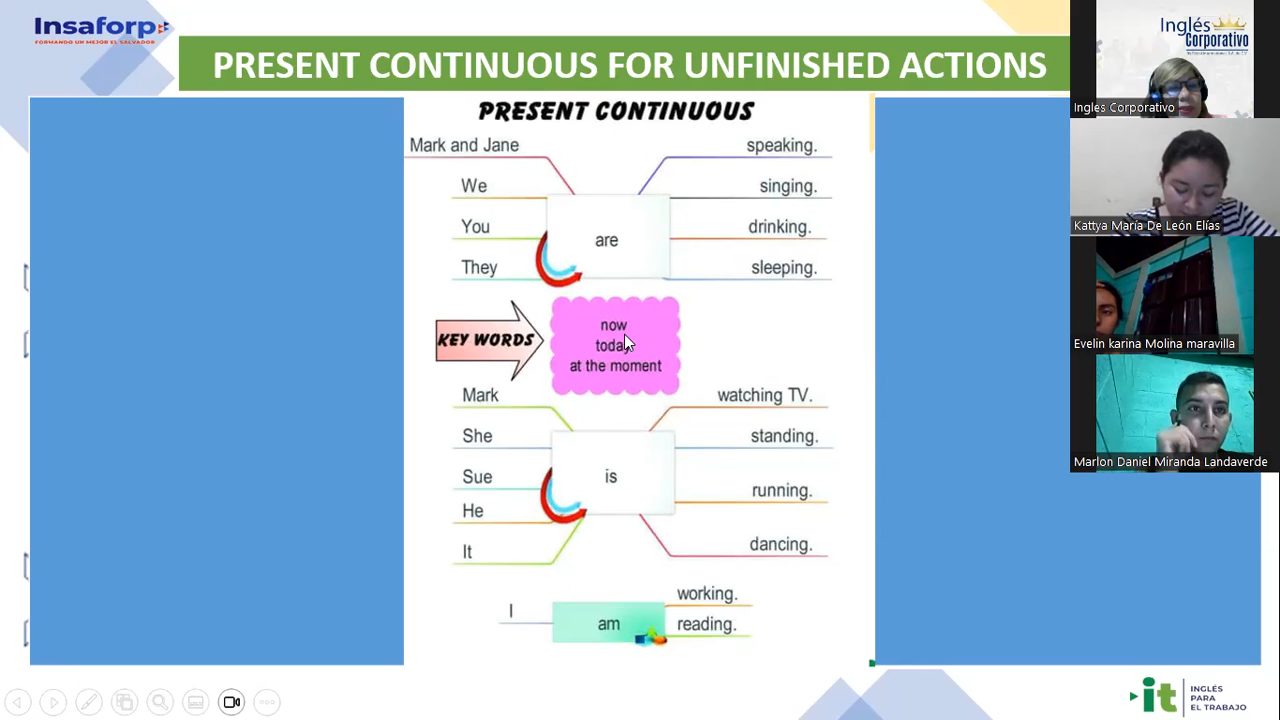 Insaforp
FORMANDO UN MEJOR EL SALVADOR
PRESENT CONTINUOUS FOR UNFINISHED ACTIONS
PRESENT CONTINUOUS
Mark and Jane
We
You
They
are
speaking.
singing.
drinking.
sleeping.
KEY WORDS
now
today
at the moment
Mark
She
Sue
He
It
is
watching TV.
standing.
running.
dancing.
I
am
working.
reading.
Inglés
Corporativo
Ingles Corporativo
Kattya María De León Elías
Evelin karina Molina maravilla
Marlon Daniel Miranda Landaverde
it
INGLÉS
PARA
EL TRABAJO